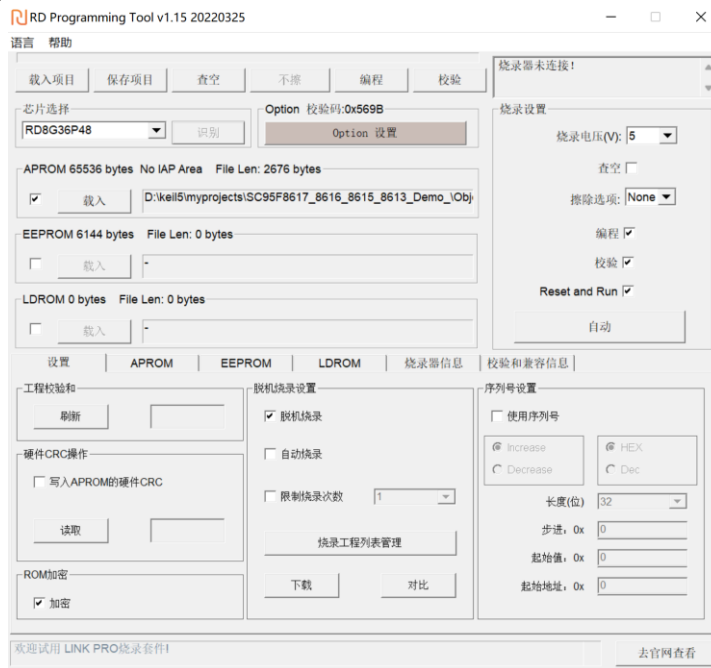 RD Programming Tool v1.15 20220325
语言 帮助
载入项目 保存项目 查空 不擦 编程 校验
烧录器未连接!
芯片选择
RD8G36P48 识别
Option 校验码:0x569B
Option 设置
烧录设置
烧录电压(V): 5
查空
擦除选项: None
编程
校验
Reset and Run
自动
APROM 65536 bytes No IAP Area File Len: 2676 bytes
载入 D:\keil5\myprojects\SC95F8617_8616_8615_8613_Demo_\Obj
EEPROM 6144 bytes File Len: 0 bytes
载入 -
LDROM 0 bytes File Len: 0 bytes
载入 -
设置 APROM EEPROM LDROM 烧录器信息 校验和兼容信息
工程校验和
刷新
硬件CRC操作
写入APROM的硬件CRC
读取
ROM加密
加密
脱机烧录设置
脱机烧录
自动烧录
限制烧录次数 1
烧录工程列表管理
下载 对比
序列号设置
使用序列号
Increase HEX
Decrease Dec
长度(位) 32
步进, 0x 0
起始值, 0x 0
起始地址, 0x 0
欢迎试用 LINK PRO烧录套件!
去官网查看